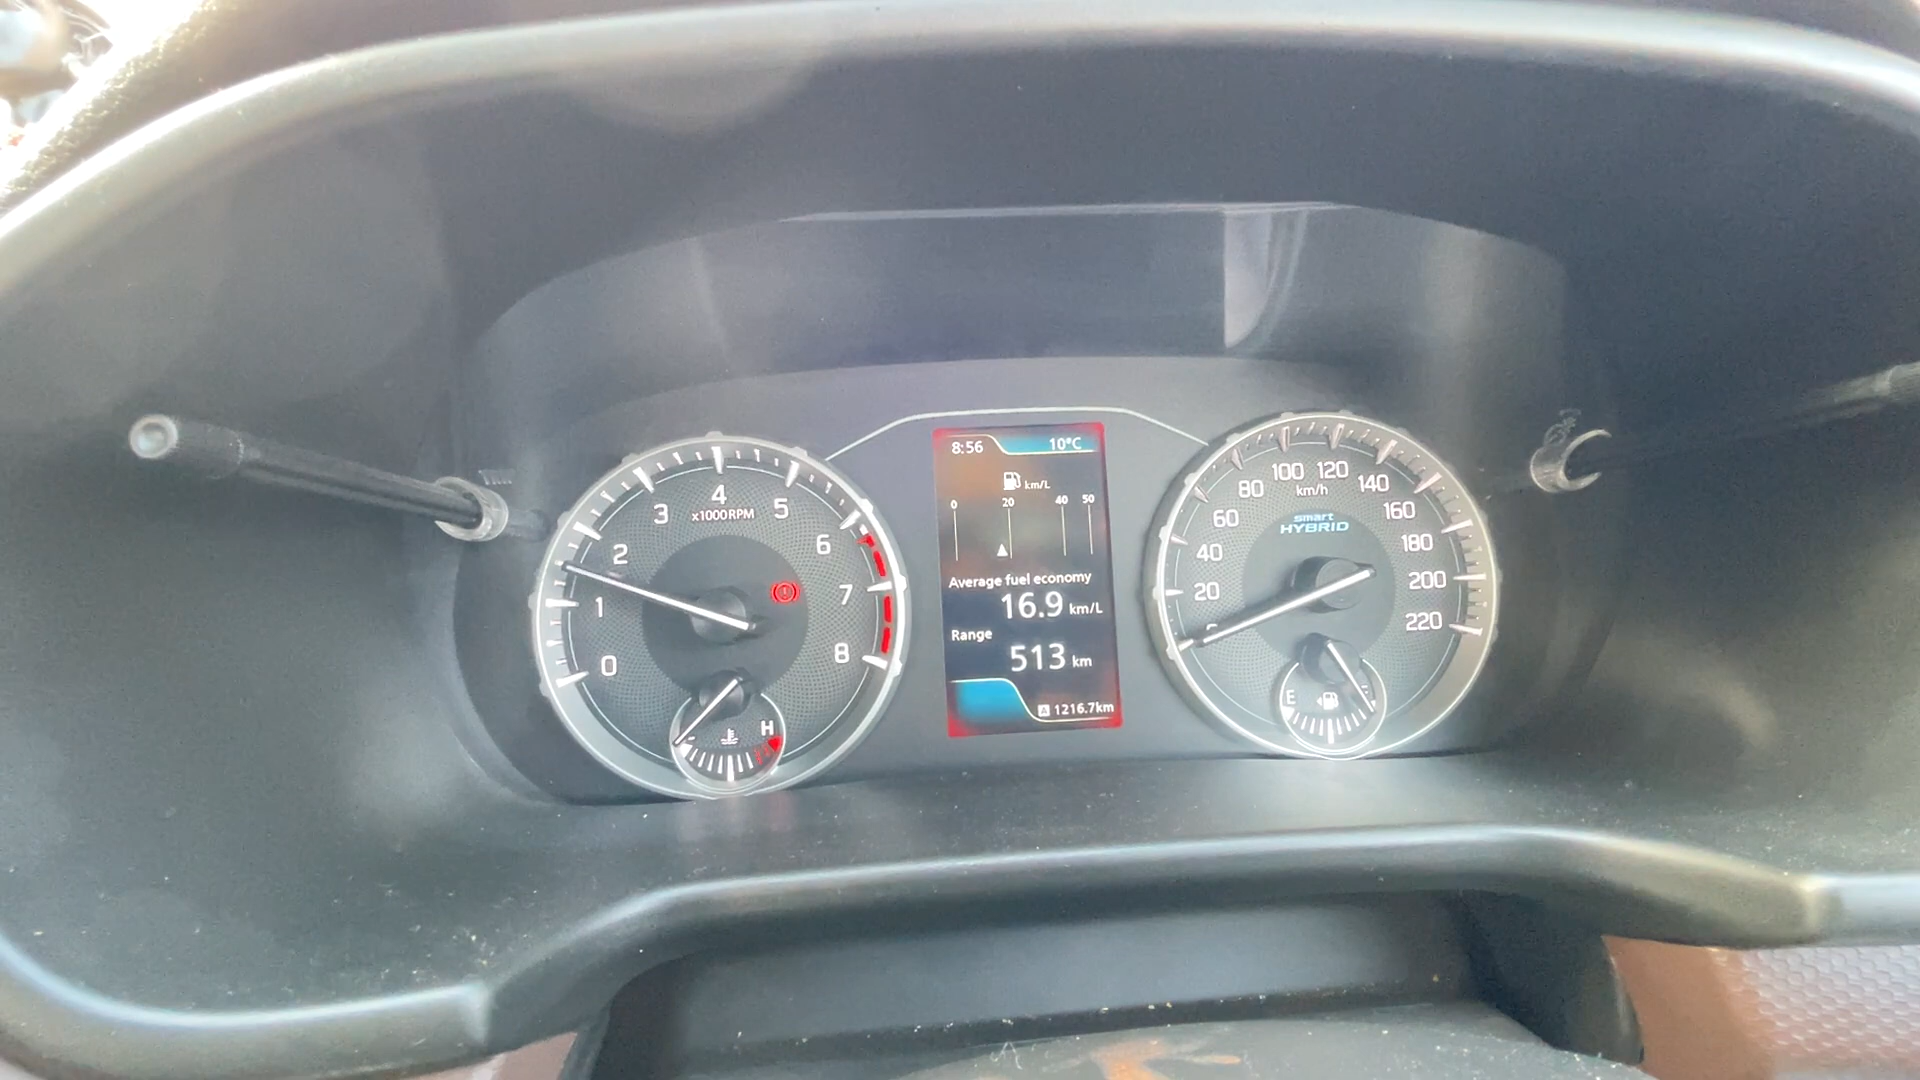 8:56 10°C
km/L
0 20 40 50
Average fuel economy
16.9 km/L
Range
513 km
A 1216.7km
0 1 2 3 4 5 6 7 8
x1000RPM
H
20 40 60 80 100 120 140 160 180 200 220
km/h
smart
HYBRID
E